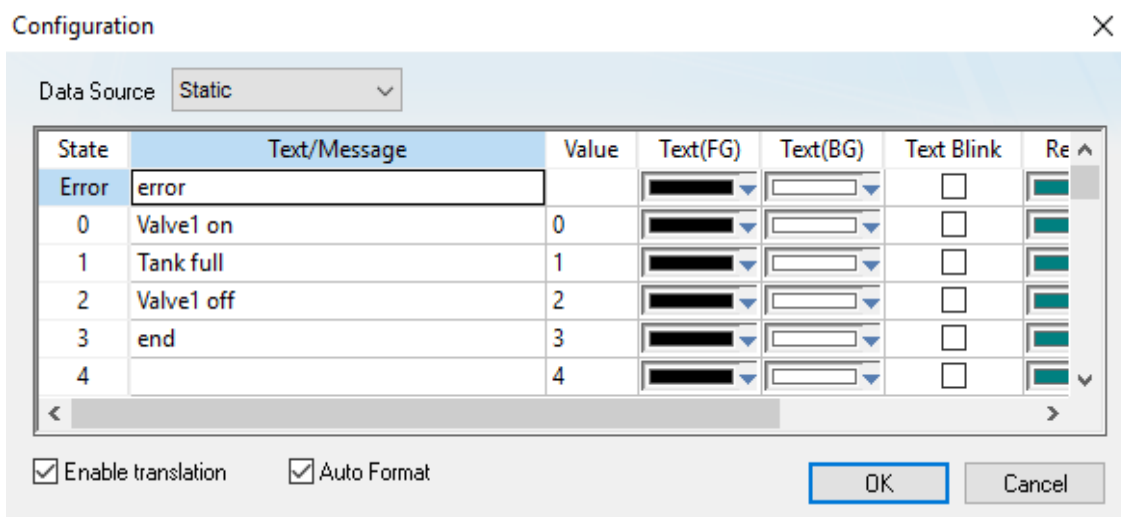 Configuration
Data Source Static
State Text/Message Value Text(FG) Text(BG) Text Blink Re
Error error
0 Valve1 on 0
1 Tank full 1
2 Valve1 off 2
3 end 3
4 4
Enable translation Auto Format OK Cancel